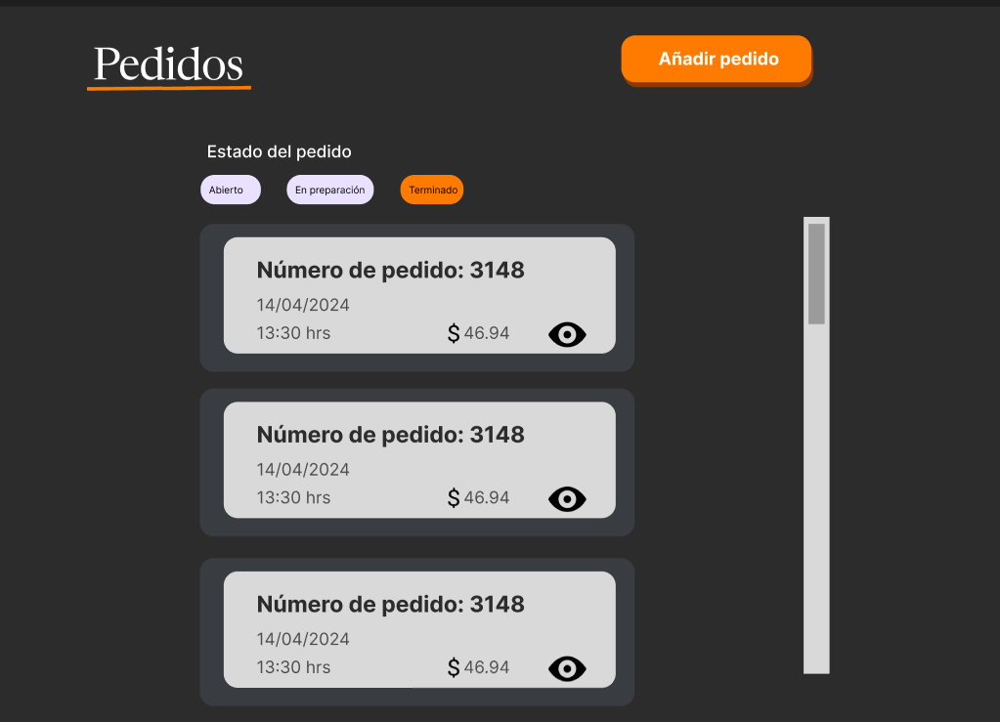 Pedidos
Añadir pedido
Estado del pedido
Abierto
En preparación
Terminado
Número de pedido: 3148
14/04/2024
13:30 hrs
$ 46.94
Número de pedido: 3148
14/04/2024
13:30 hrs
$ 46.94
Número de pedido: 3148
14/04/2024
13:30 hrs
$ 46.94